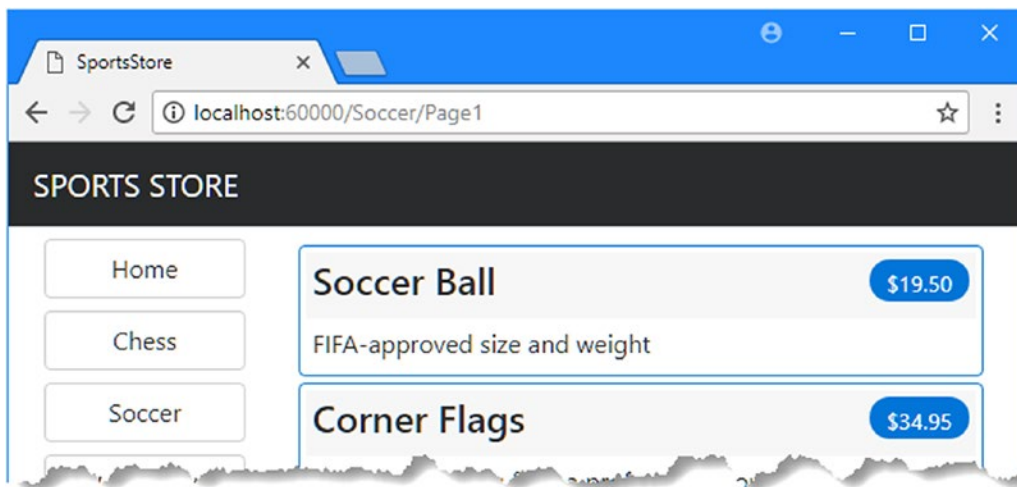 SportsStore
localhost:60000/Soccer/Page1
SPORTS STORE
Home
Chess
Soccer
Soccer Ball
$19.50
FIFA-approved size and weight
Corner Flags
$34.95